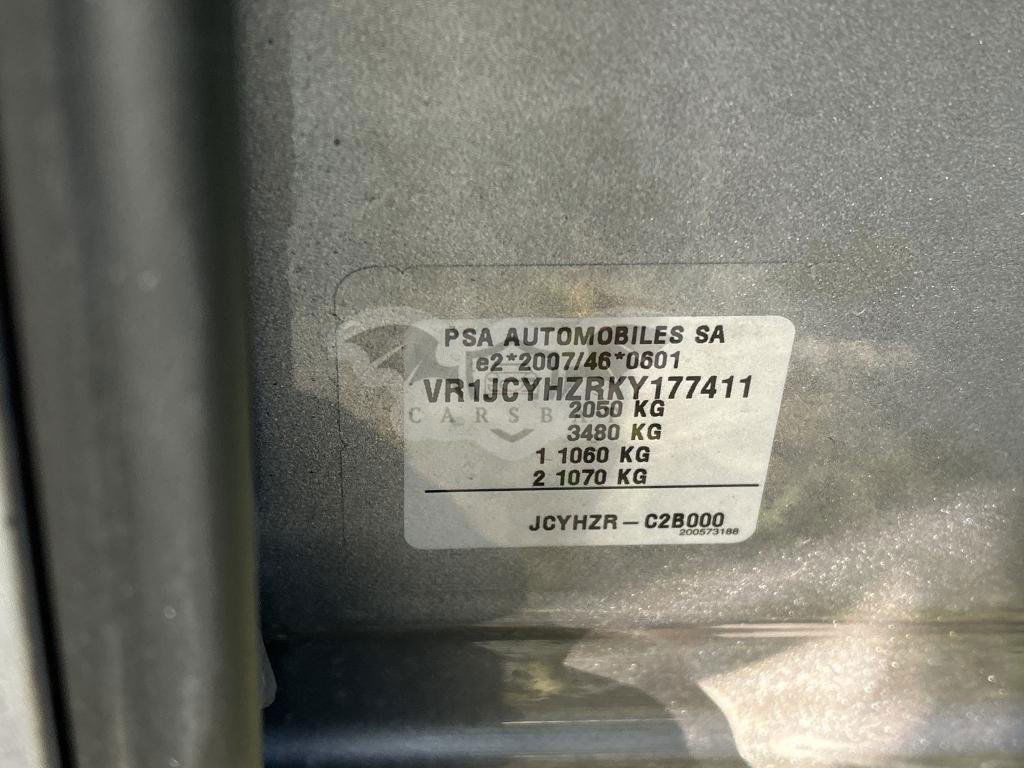 PSA AUTOMOBILES SA
e2*2007/46*0601
VR1JCYHZRKY177411
CARSBA
2050 KG
3480 KG
1 1060 KG
2 1070 KG
JCYHZR – C2B000
200573188